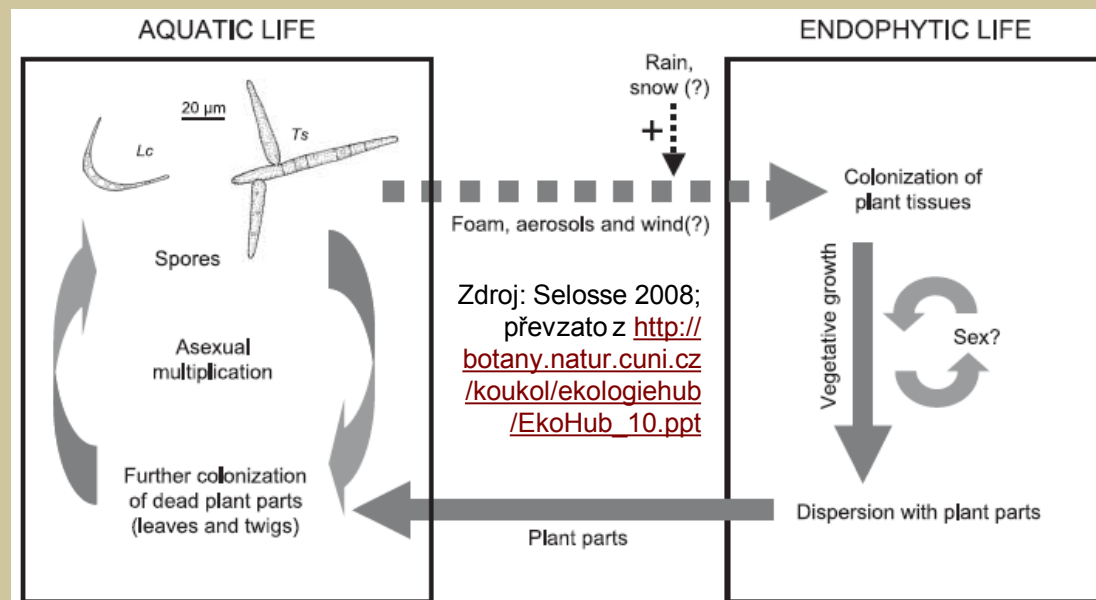 AQUATIC LIFE
ENDOPHYTIC LIFE
Rain,
snow (?)
+
20 µm
Lc
Ts
Foam, aerosols and wind(?)
Colonization of
plant tissues
Spores
Asexual
multiplication
Zdroj: Selosse 2008;
převzato z http://
botany.natur.cuni.cz
/koukol/ekologiehub
/EkoHub_10.ppt
Vegetative growth
Sex?
Further colonization
of dead plant parts
(leaves and twigs)
Plant parts
Dispersion with plant parts